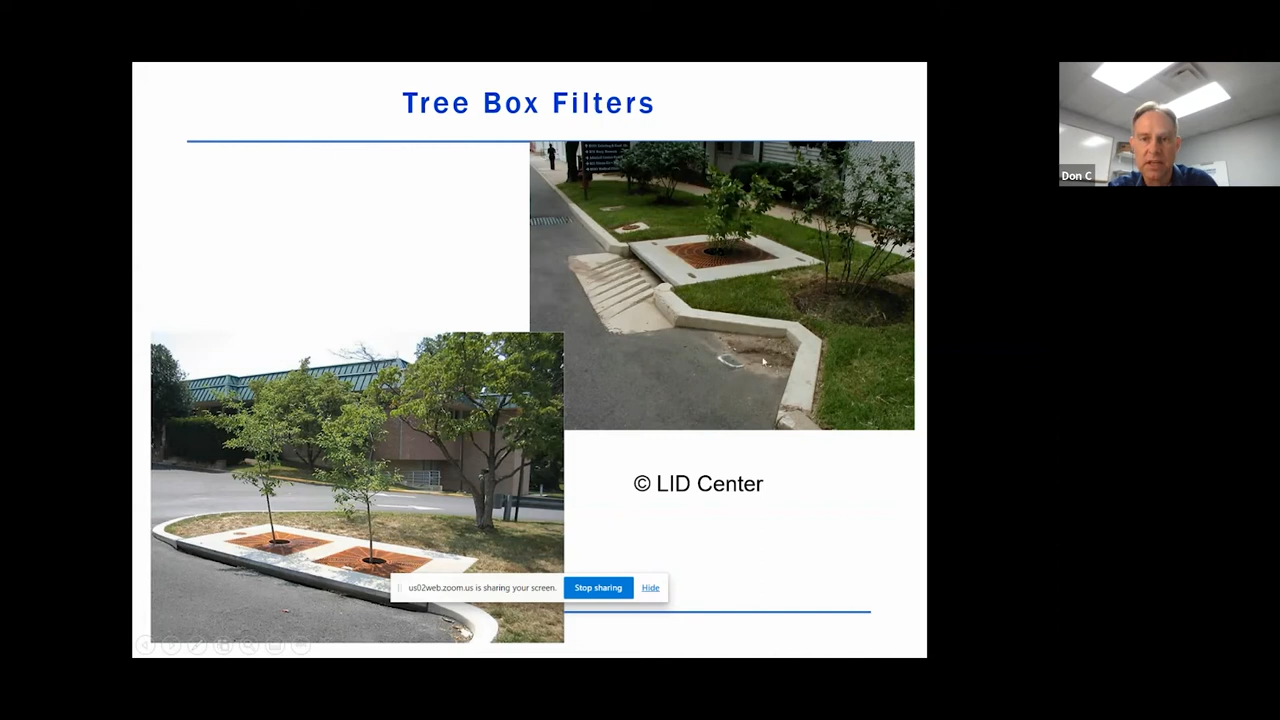 Tree Box Filters
Don C
© LID Center
us02web.zoom.us is sharing your screen.
Stop sharing
Hide